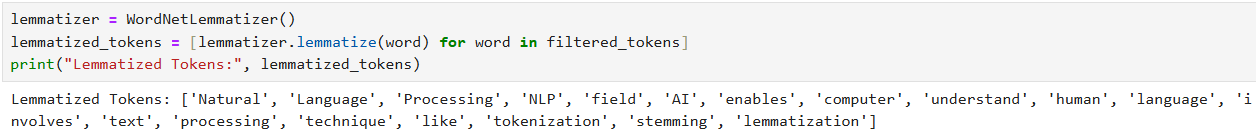 lemmatizer = WordNetLemmatizer()
lemmatized_tokens = [lemmatizer.lemmatize(word) for word in filtered_tokens]
print("Lemmatized Tokens:", lemmatized_tokens)
Lemmatized Tokens: ['Natural', 'Language', 'Processing', 'NLP', 'field', 'AI', 'enables', 'computer', 'understand', 'human', 'language', 'i
nvolves', 'text', 'processing', 'technique', 'like', 'tokenization', 'stemming', 'lemmatization']